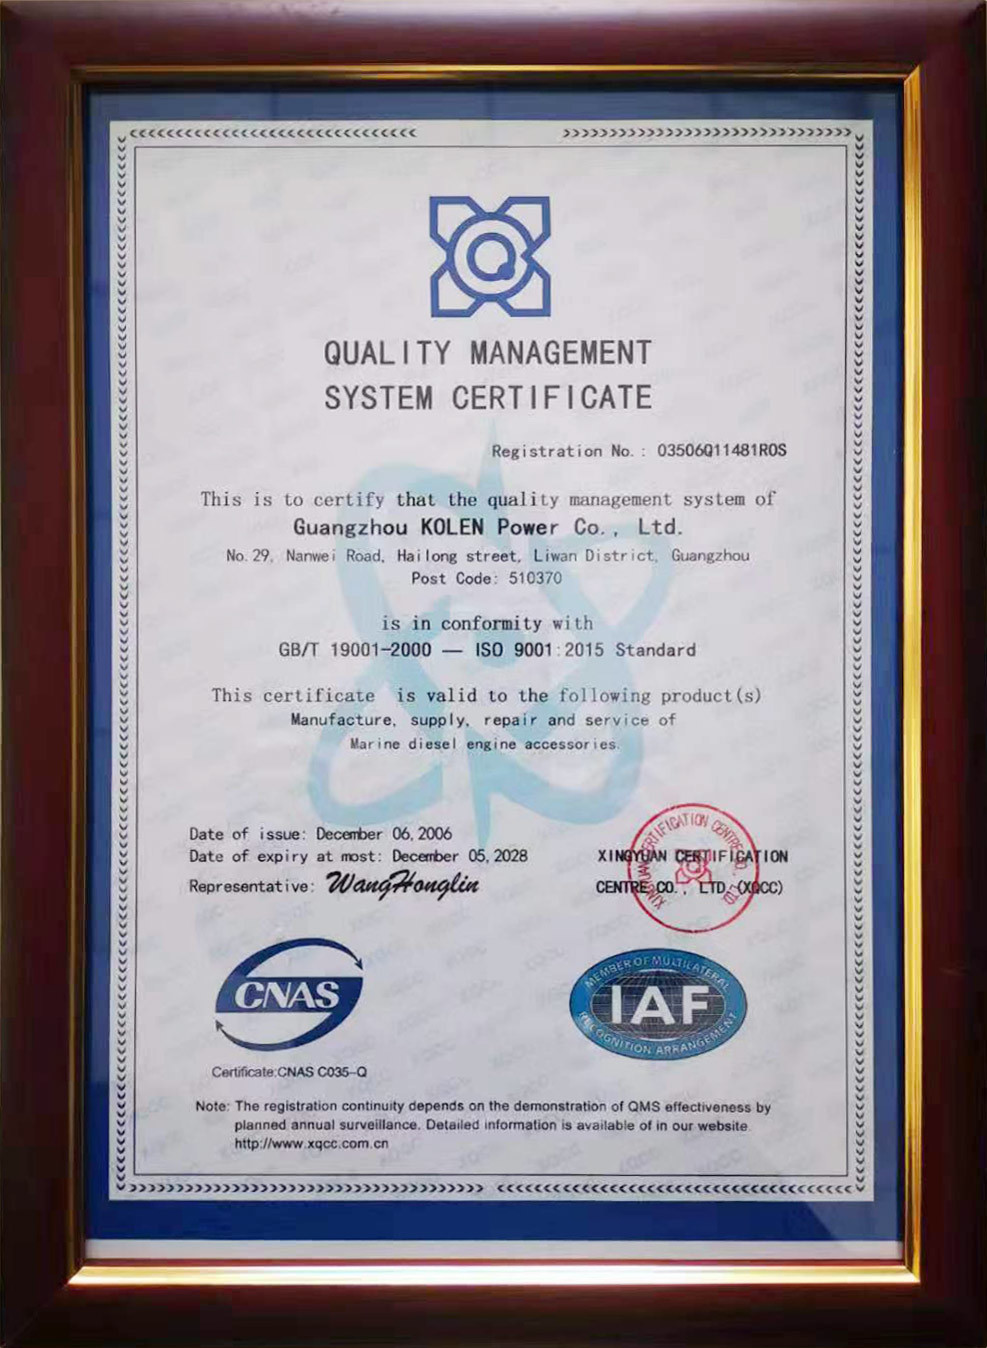 QUALITY MANAGEMENT
SYSTEM CERTIFICATE
Registration No.: 03506Q11481R0S
This is to certify that the quality management system of
Guangzhou KOLEN Power Co., Ltd.
No.29, Nanwei Road, Hailong street, Liwan District, Guangzhou
Post Code: 510370
is in conformity with
GB/T 19001-2000 — ISO 9001:2015 Standard
This certificate is valid to the following product(s)
Manufacture, supply, repair and service of
Marine diesel engine accessories.
Date of issue: December 06,2006
Date of expiry at most: December 05,2028
Representative: WangHonglin
XINGYUAN CERTIFICATION
CENTRE CO., LTD.(XQCC)
XINGYUAN CERTIFICATION CENTRE CO., LTD.
CNAS
MEMBER OF MULTILATERAL
IAF
RECOGNITION ARRANGEMENT
Certificate:CNAS C035-Q
Note: The registration continuity depends on the demonstration of QMS effectiveness by
planned annual surveillance. Detailed information is available of in our website.
http://www.xqcc.com.cn